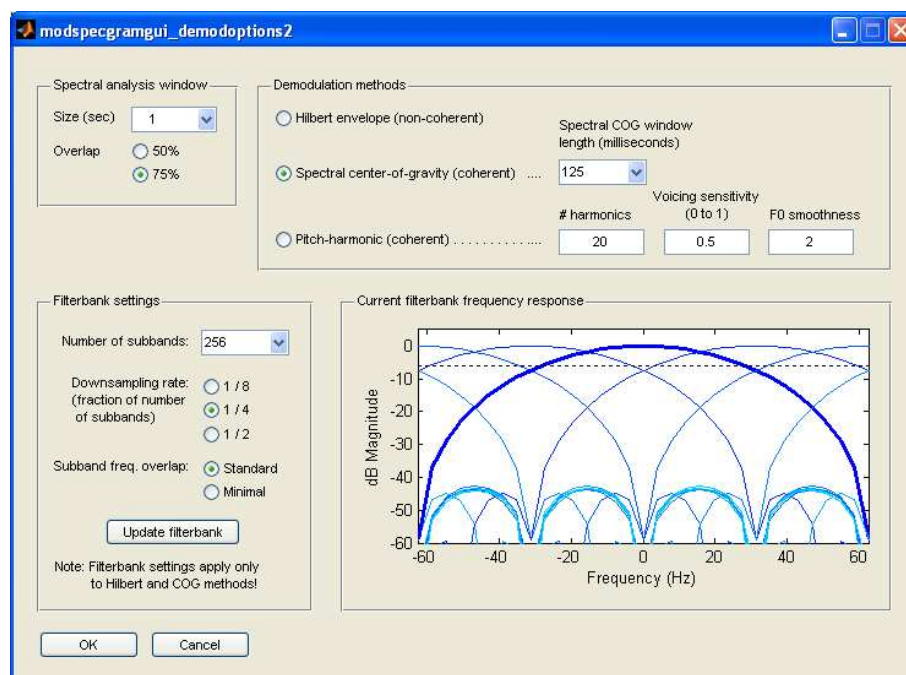 modspecgramgui_demodoptions2
Spectral analysis window
Size (sec) 1
Overlap 50%
75%
Demodulation methods
Hilbert envelope (non-coherent)
Spectral COG window
length (milliseconds)
Spectral center-of-gravity (coherent) .... 125
# harmonics
Voicing sensitivity
(0 to 1)
F0 smoothness
Pitch-harmonic (coherent) . . . . . . . . . . .... 20 0.5 2
Filterbank settings
Number of subbands: 256
Downsampling rate:
(fraction of number
of subbands)
1 / 8
1 / 4
1 / 2
Subband freq. overlap: Standard
Minimal
Update filterbank
Note: Filterbank settings apply only
to Hilbert and COG methods!
Current filterbank frequency response
dB Magnitude
0
-10
-20
-30
-40
-50
-60
-60 -40 -20 0 20 40 60
Frequency (Hz)
OK Cancel